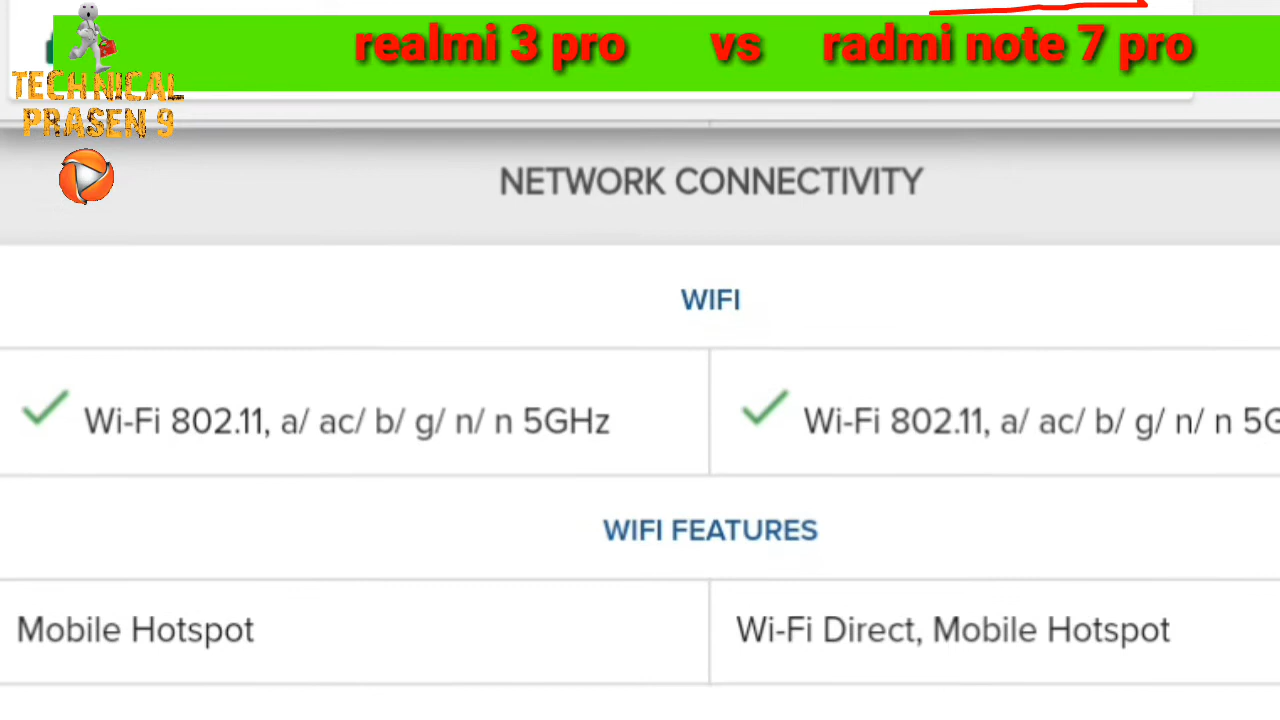 realmi 3 pro vs radmi note 7 pro
TECHNICAL
PRASEN 9
NETWORK CONNECTIVITY
WIFI
Wi-Fi 802.11, a/ ac/ b/ g/ n/ n 5GHz
Wi-Fi 802.11, a/ ac/ b/ g/ n/ n 5G
WIFI FEATURES
Mobile Hotspot
Wi-Fi Direct, Mobile Hotspot